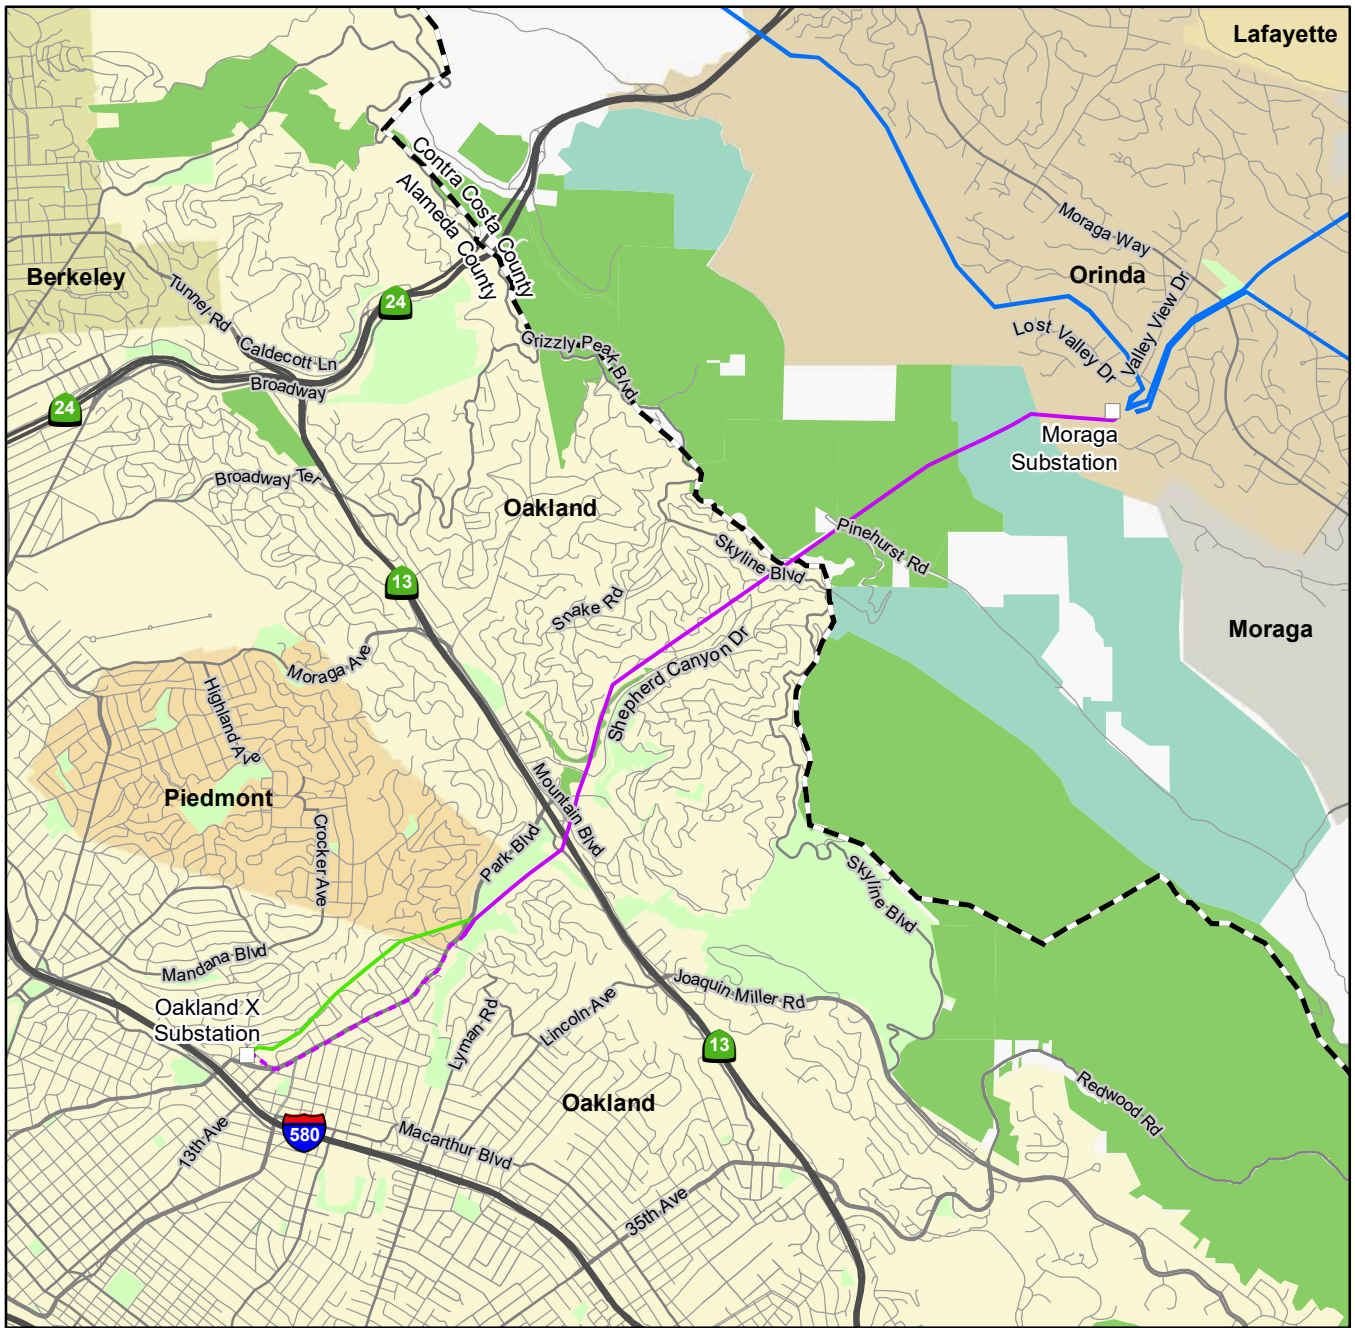 Lafayette
Contra Costa County
Alameda County
Moraga Way
Berkeley
Orinda
Tunnel Rd
24
Valley View Dr
Lost Valley Dr
Caldecott Ln
Grizzly Peak Blvd
Broadway
24
Moraga
Substation
Broadway Ter
Oakland
Pinehurst Rd
Skyline Blvd
13
Snake Rd
Moraga
Shepherd Canyon Dr
Moraga Ave
Highland Ave
Piedmont
Mountain Blvd
Crocker Ave
Park Blvd
Skyline Blvd
Mandana Blvd
Joaquin Miller Rd
Oakland X
Substation
Lyman Rd
Lincoln Ave
13
Oakland
Redwood Rd
580
13th Ave
Macarthur Blvd
35th Ave